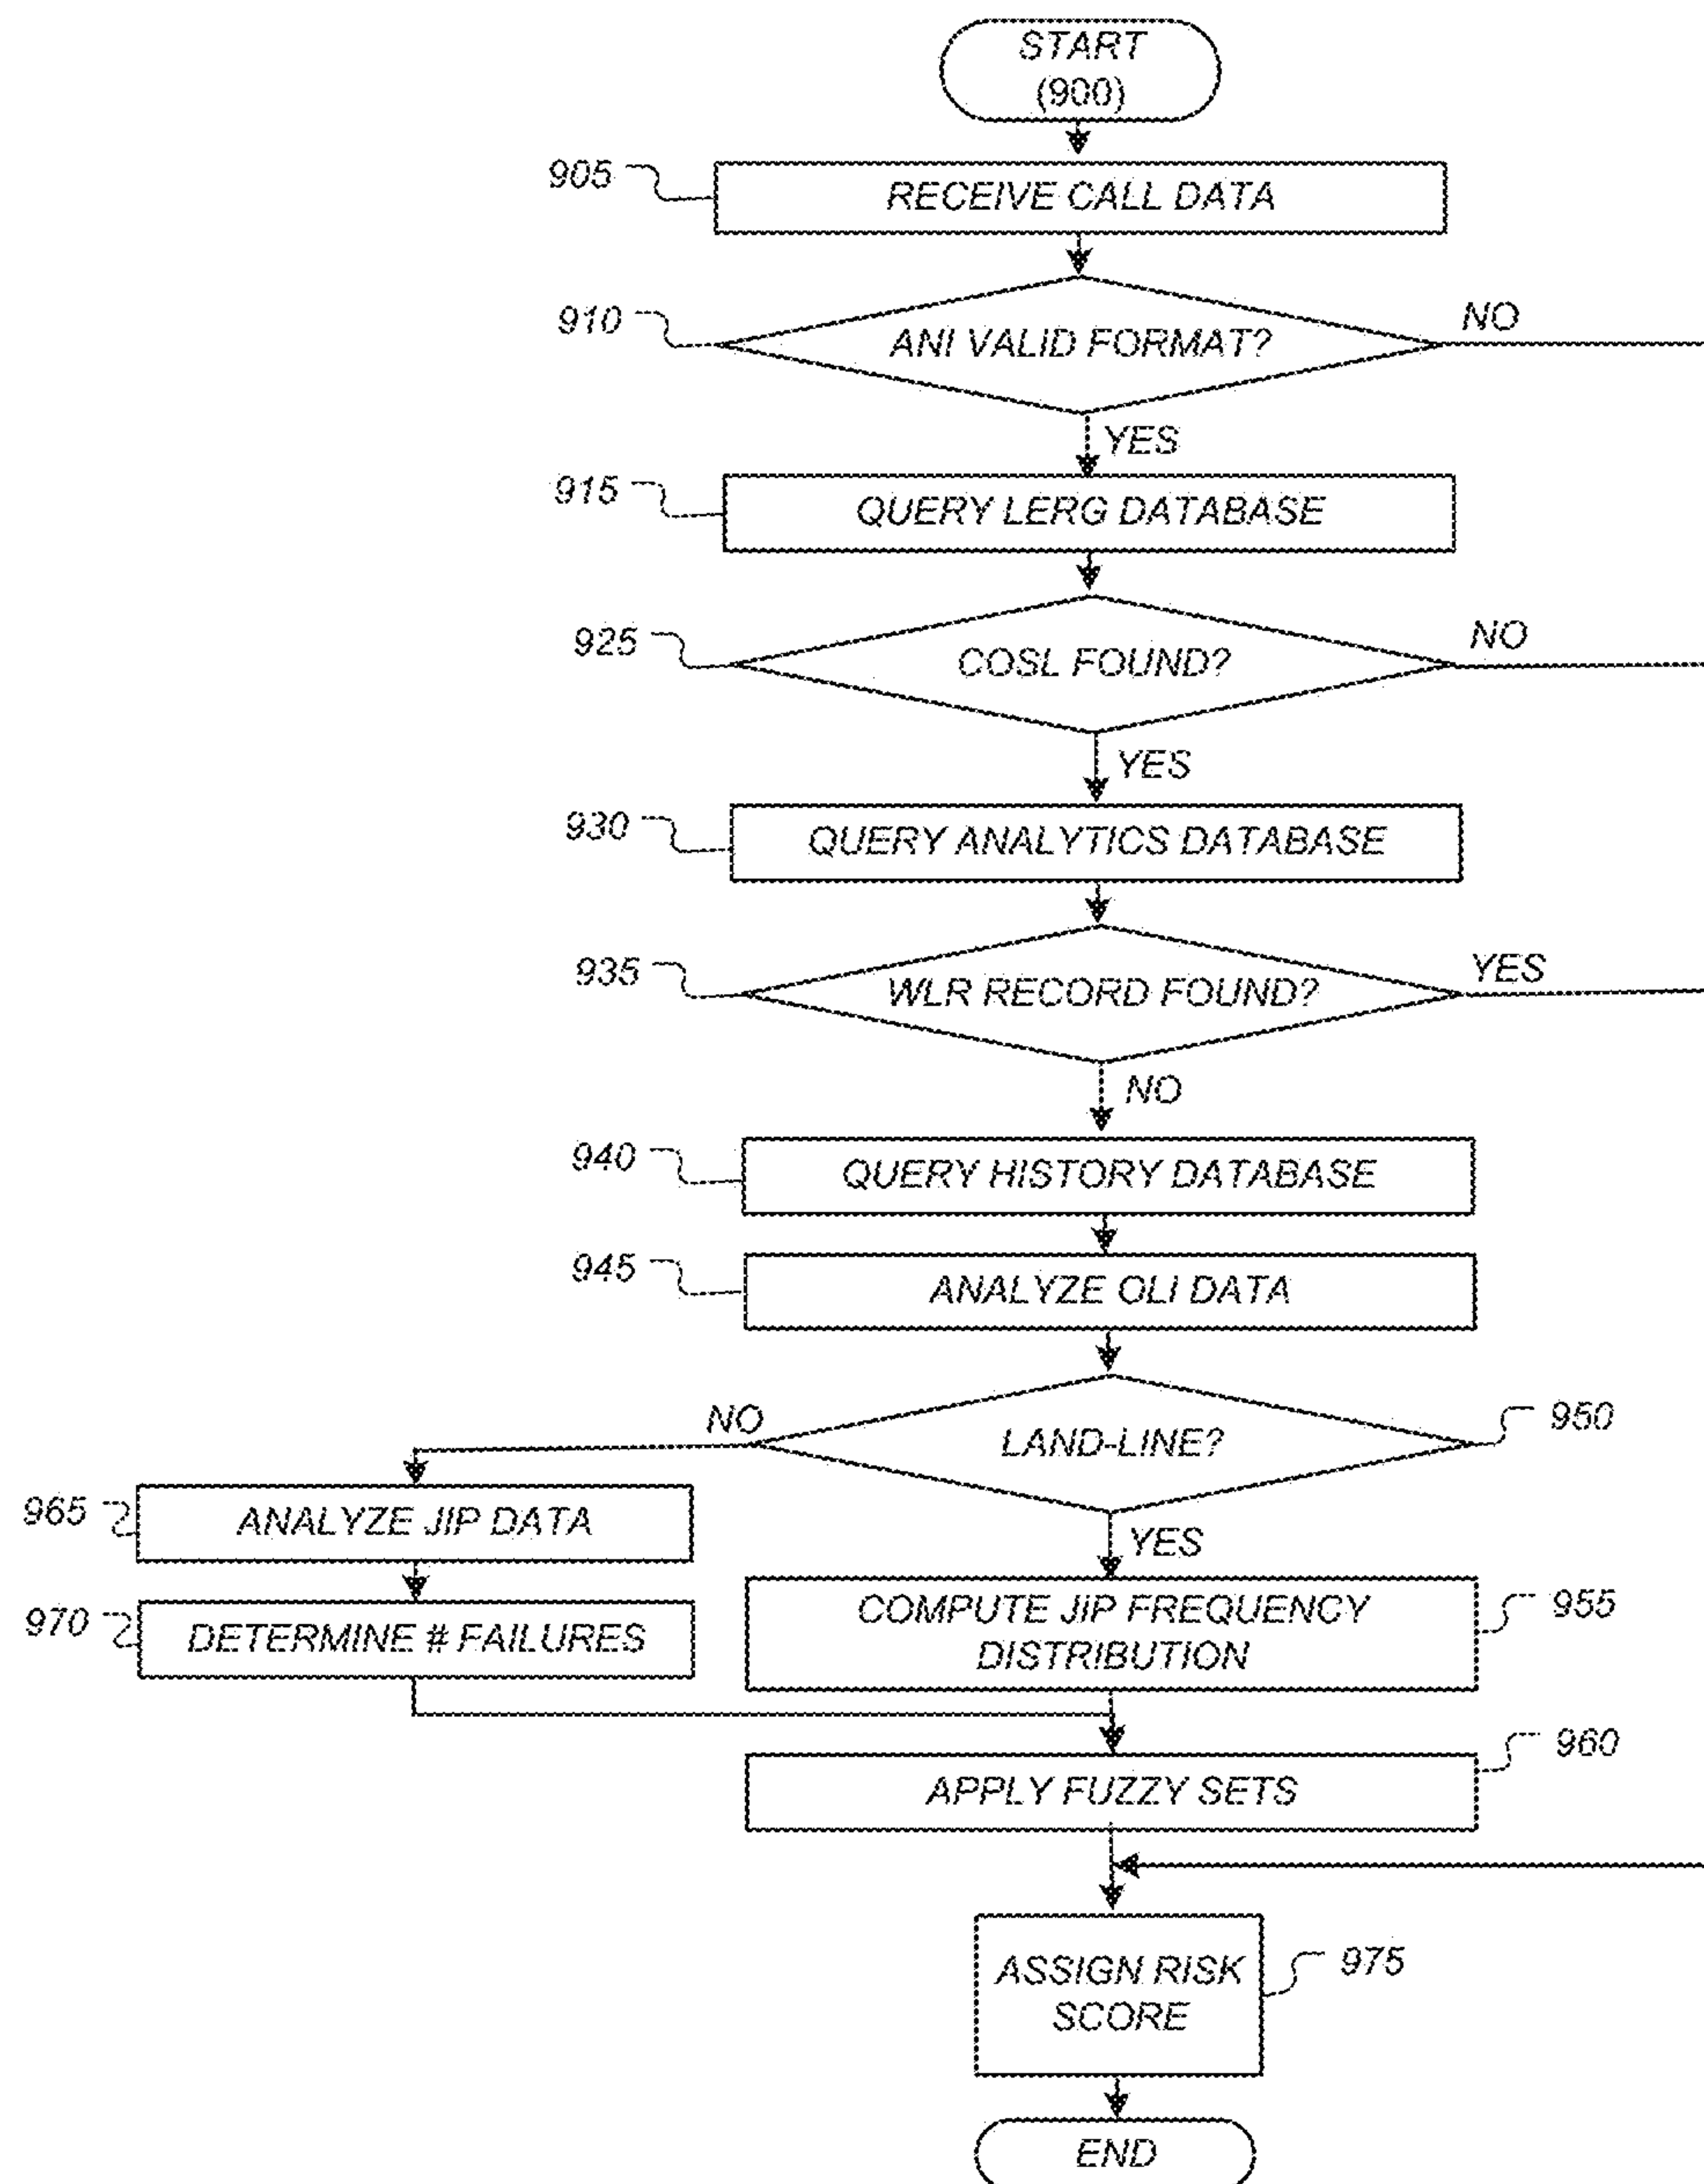 START
(900)
905
RECEIVE CALL DATA
910
ANI VALID FORMAT?
NO
YES
915
QUERY LERG DATABASE
925
COSL FOUND?
NO
YES
930
QUERY ANALYTICS DATABASE
935
WLR RECORD FOUND?
YES
NO
940
QUERY HISTORY DATABASE
945
ANALYZE OLI DATA
NO
LAND-LINE?
950
965
ANALYZE JIP DATA
YES
970
DETERMINE # FAILURES
COMPUTE JIP FREQUENCY
DISTRIBUTION
955
960
APPLY FUZZY SETS
ASSIGN RISK
SCORE
975
END